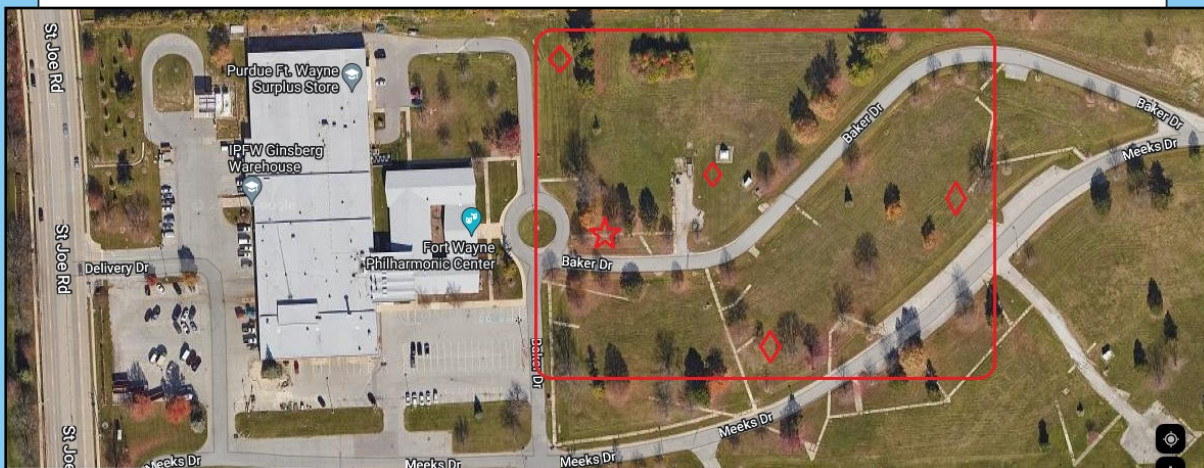 St Joe Rd
Purdue Ft. Wayne
Surplus Store
IPFW Ginsberg
Warehouse
Baker Dr
Baker Dr
Meeks Dr
St Joe Rd
Delivery Dr
Fort Wayne
Philharmonic Center
Baker Dr
Baker Dr
Meeks Dr
St Joe
Meeks Dr
Meeks Dr
Meeks Dr